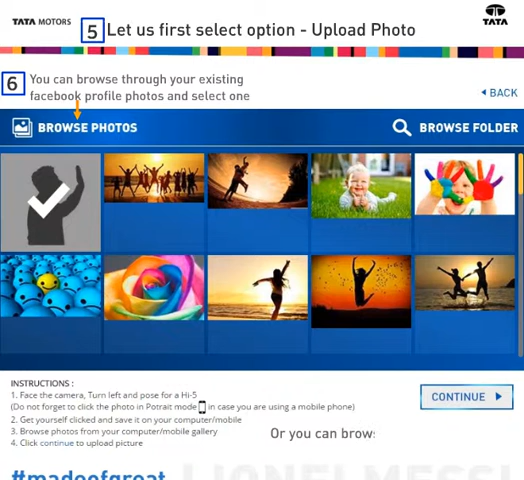 TATA MOTORS
5 Let us first select option - Upload Photo
TATA
6 You can browse through your existing
facebook profile photos and select one
BACK
BROWSE PHOTOS
BROWSE FOLDER
INSTRUCTIONS :
1. Face the camera, Turn left and pose for a Hi-5
(Do not forget to click the photo in Potrait mode in case you are using a mobile phone)
2. Get yourself clicked and save it on your computer/mobile
3. Browse photos from your computer/mobile gallery
4. Click continue to upload picture
CONTINUE
Or you can brow
#madeofgreat
LIONEL MESSI